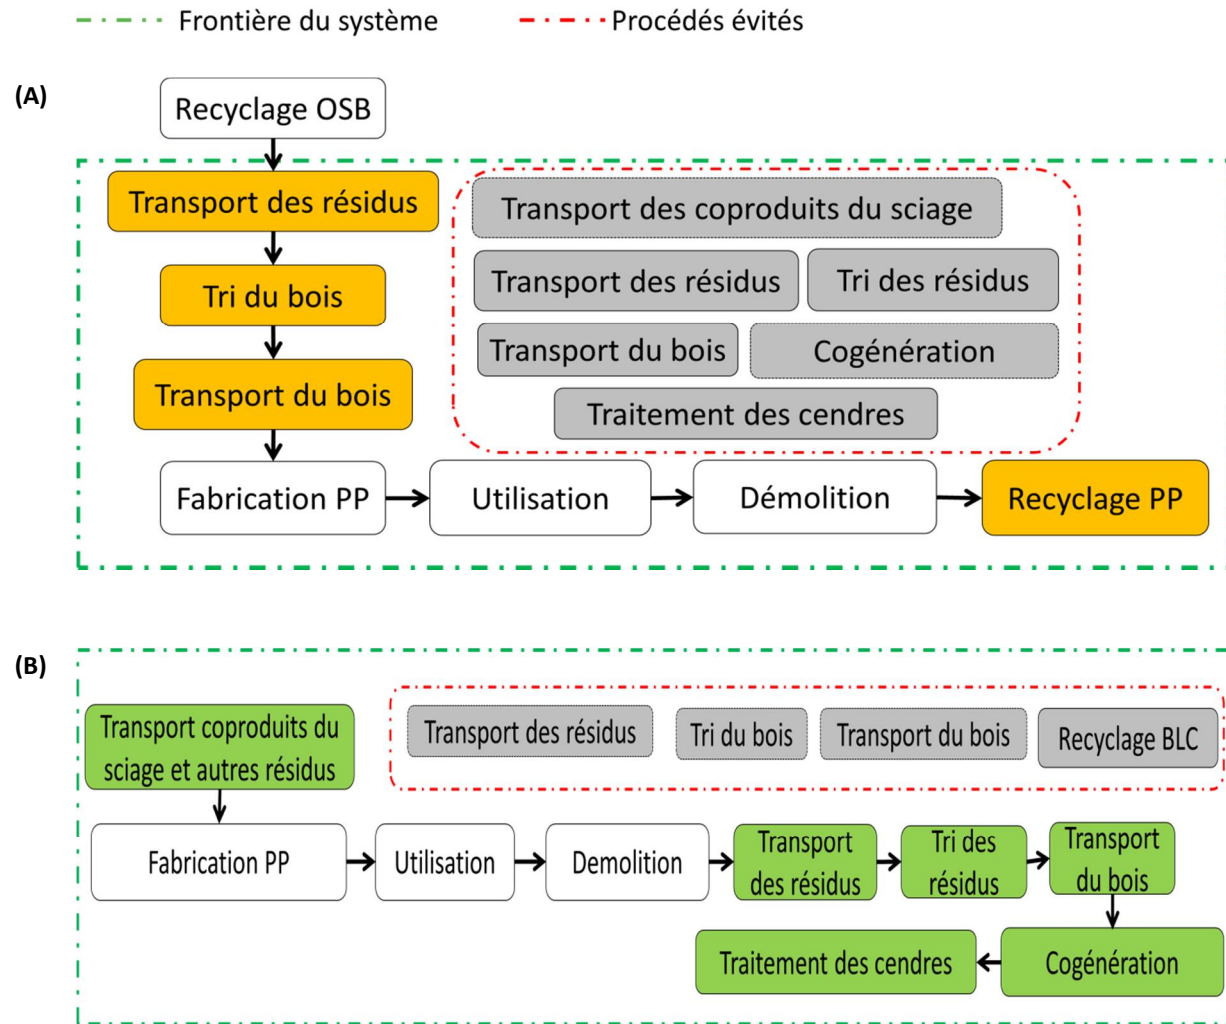 Frontière du système
Procédés évités
(A)
Recyclage OSB
Transport des résidus
Transport des coproduits du sciage
Transport des résidus
Tri des résidus
Tri du bois
Transport du bois
Cogénération
Transport du bois
Traitement des cendres
Fabrication PP
Utilisation
Démolition
Recyclage PP
(B)
Transport coproduits du
sciage et autres résidus
Transport des résidus
Tri du bois
Transport du bois
Recyclage BLC
Fabrication PP
Utilisation
Demolition
Transport
des résidus
Tri des
résidus
Transport
du bois
Traitement des cendres
Cogénération